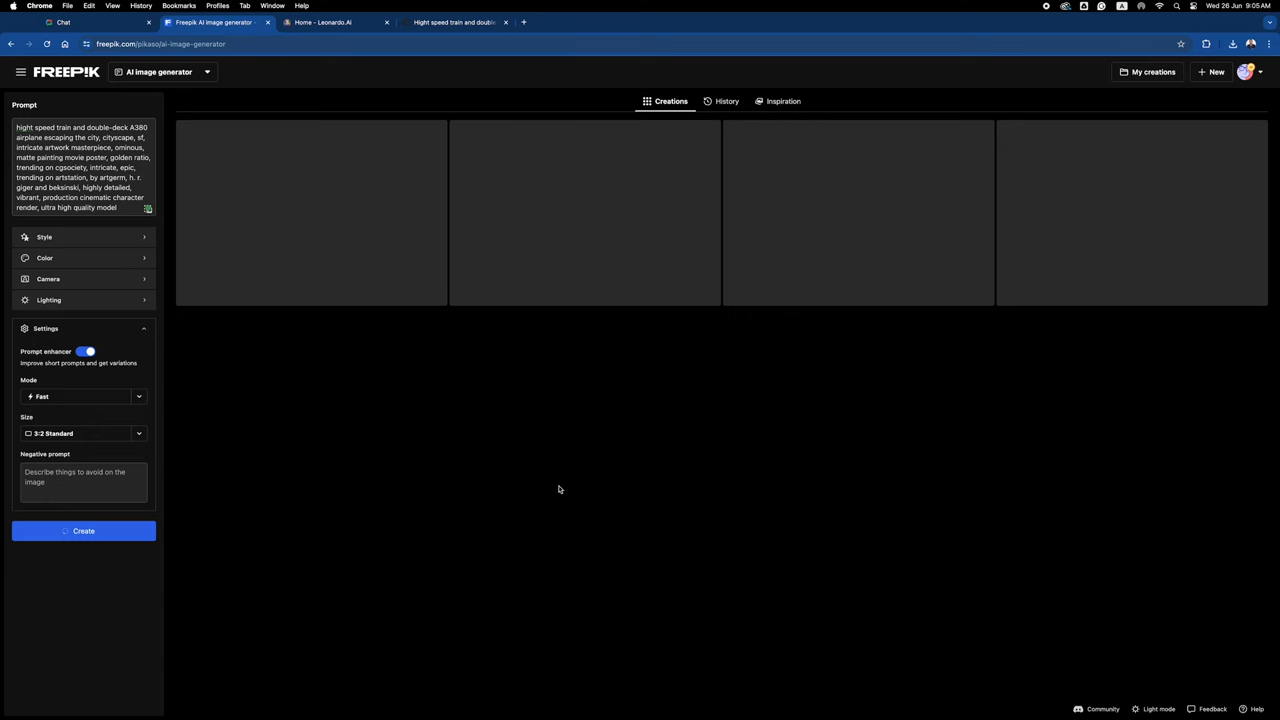 Chrome File Edit View History Bookmarks Profiles Tab Window Help A Wed 26 Jun 9:05 AM
Chat Freepik AI image generator - Home - Leonardo.Ai Hight speed train and double
freepik.com/pikaso/ai-image-generator
FREEPIK AI image generator My creations New
Prompt
Creations History Inspiration
hight speed train and double-deck A380
airplane escaping the city, cityscape, sf,
intricate artwork masterpiece, ominous,
matte painting movie poster, golden ratio,
trending on cgsociety, intricate, epic,
trending on artstation, by artgerm, h. r.
giger and beksinski, highly detailed,
vibrant, production cinematic character
render, ultra high quality model
Style
Color
Camera
Lighting
Settings
Prompt enhancer
Improve short prompts and get variations
Mode
Fast
Size
3:2 Standard
Negative prompt
Describe things to avoid on the
image
Create
Community Light mode Feedback Help